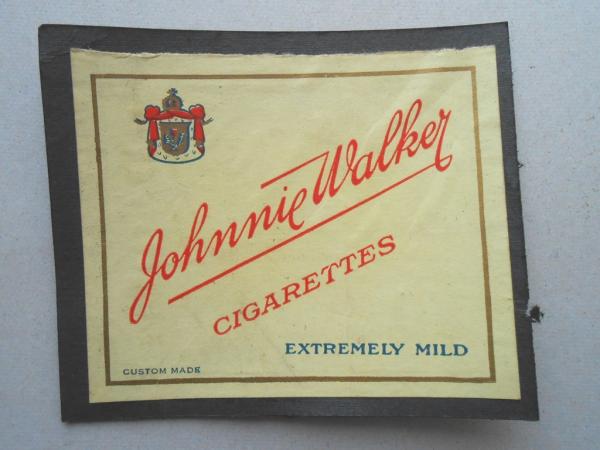 Johnnie Walker
CIGARETTES
EXTREMELY MILD
CUSTOM MADE